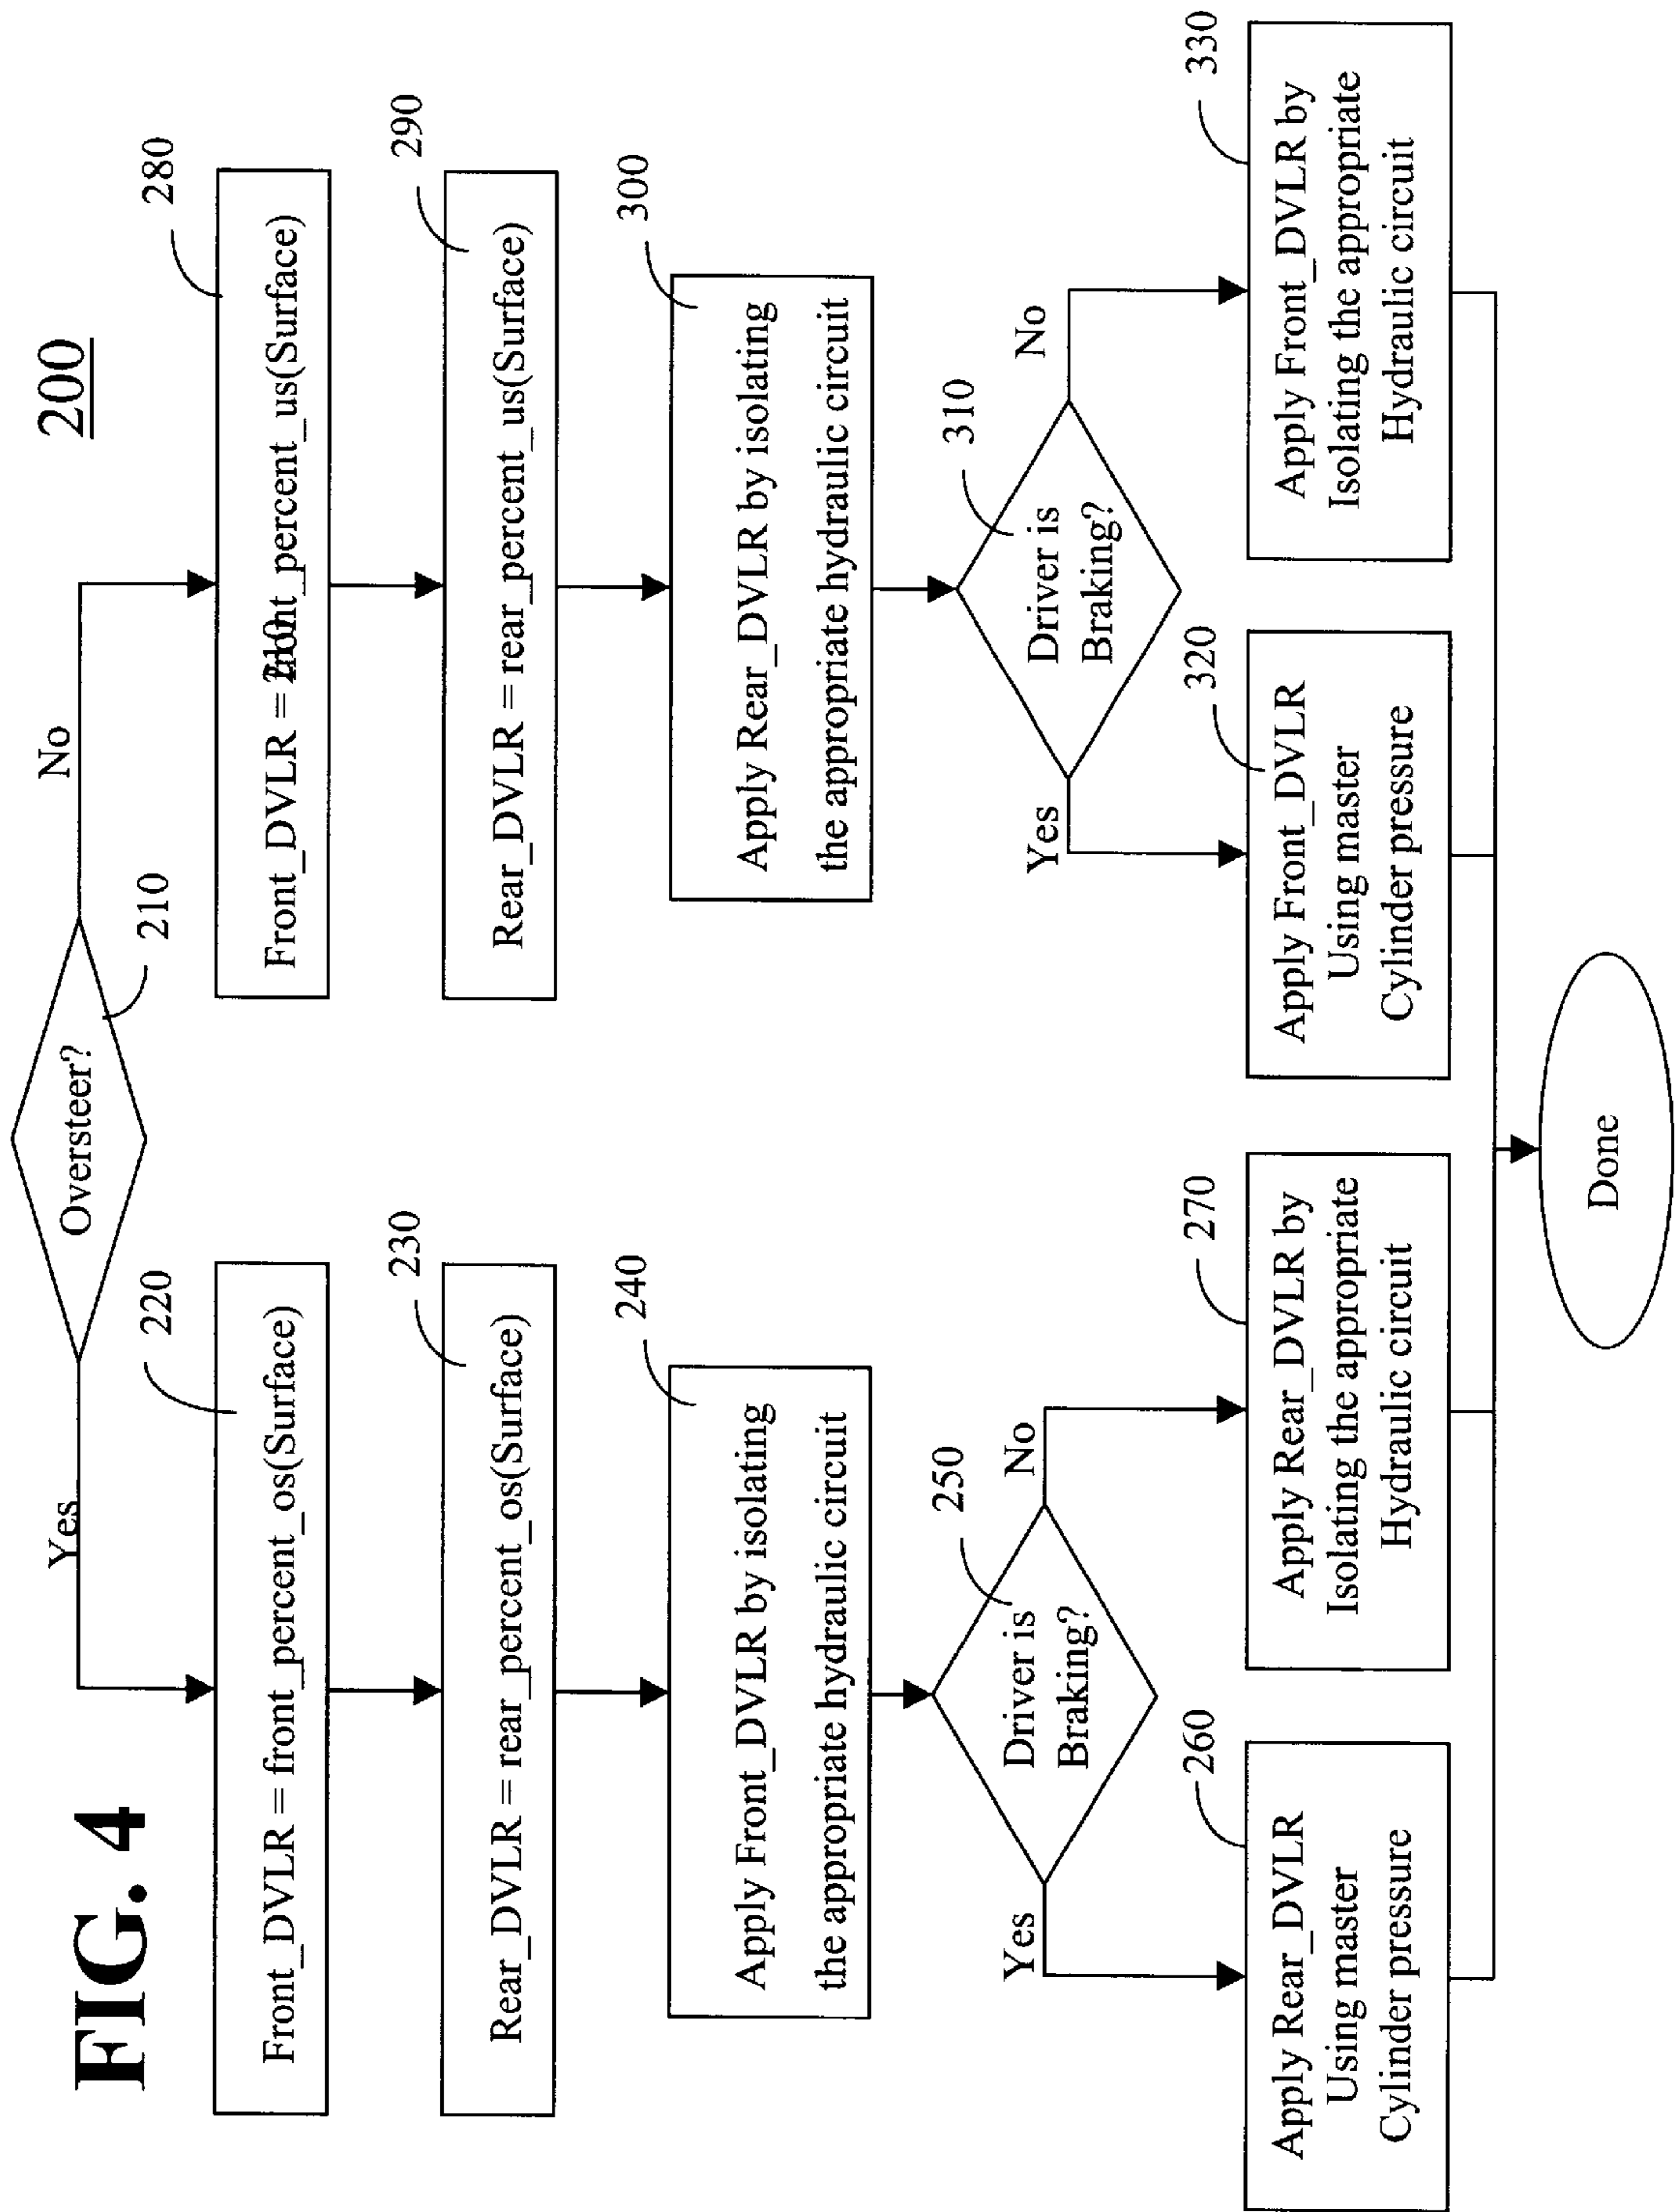 FIG. 4
200
Oversteer?
210
Yes
No
220
Front_DVLR = front_percent_os(Surface)
230
Rear_DVLR = rear_percent_os(Surface)
240
Apply Front_DVLR by isolating
the appropriate hydraulic circuit
250
Driver is
Braking?
Yes
No
260
Apply Rear_DVLR
Using master
Cylinder pressure
270
Apply Rear_DVLR by
Isolating the appropriate
Hydraulic circuit
280
Front_DVLR = front_percent_us(Surface)
210
290
Rear_DVLR = rear_percent_us(Surface)
300
Apply Rear_DVLR by isolating
the appropriate hydraulic circuit
310
Driver is
Braking?
Yes
No
320
Apply Front_DVLR
Using master
Cylinder pressure
330
Apply Front_DVLR by
Isolating the appropriate
Hydraulic circuit
Done